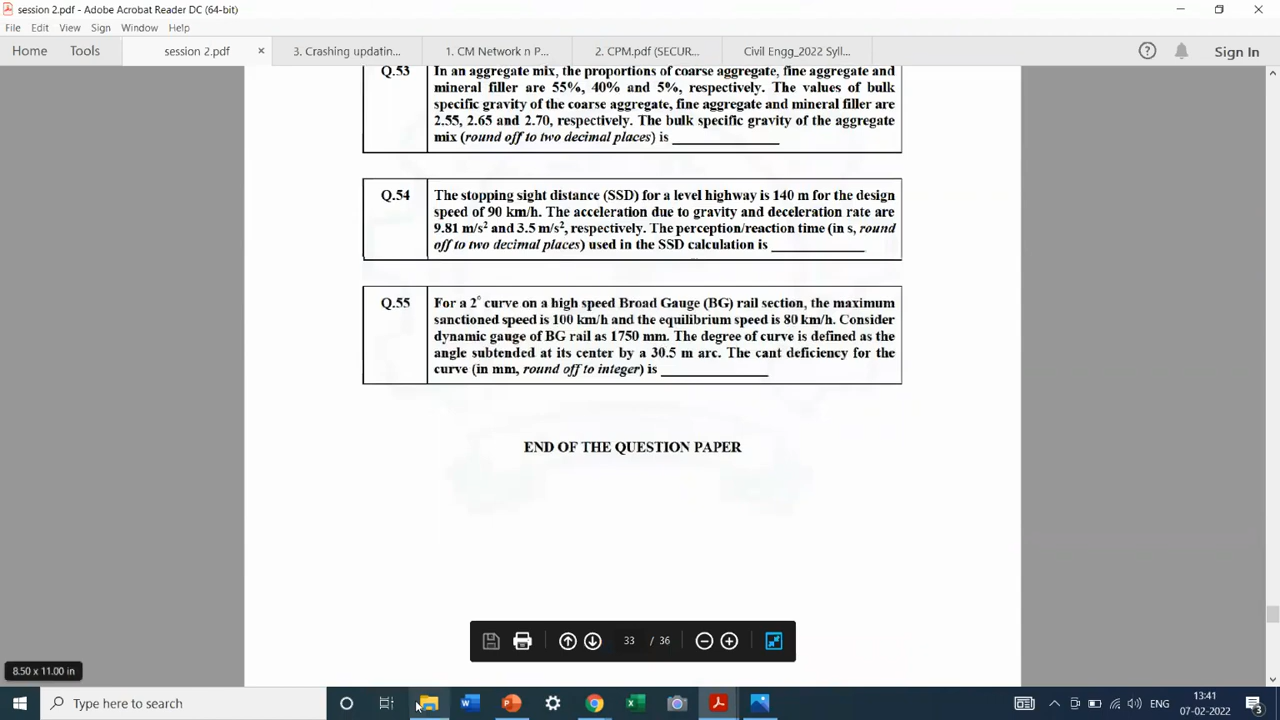 session 2.pdf - Adobe Acrobat Reader DC (64-bit)
File Edit View Sign Window Help
Home Tools session 2.pdf × 3. Crashing updatin... 1. CM Network n P... 2. CPM.pdf (SECUR... Civil Engg_2022 Syll... Sign In
Q.53 In an aggregate mix, the proportions of coarse aggregate, fine aggregate and
mineral filler are 55%, 40% and 5%, respectively. The values of bulk
specific gravity of the coarse aggregate, fine aggregate and mineral filler are
2.55, 2.65 and 2.70, respectively. The bulk specific gravity of the aggregate
mix (round off to two decimal places) is ____________
Q.54 The stopping sight distance (SSD) for a level highway is 140 m for the design
speed of 90 km/h. The acceleration due to gravity and deceleration rate are
9.81 m/s² and 3.5 m/s², respectively. The perception/reaction time (in s, round
off to two decimal places) used in the SSD calculation is ____________
Q.55 For a 2° curve on a high speed Broad Gauge (BG) rail section, the maximum
sanctioned speed is 100 km/h and the equilibrium speed is 80 km/h. Consider
dynamic gauge of BG rail as 1750 mm. The degree of curve is defined as the
angle subtended at its center by a 30.5 m arc. The cant deficiency for the
curve (in mm, round off to integer) is ____________
END OF THE QUESTION PAPER
33 / 36
8.50 x 11.00 in
Type here to search
ENG
13:41
07-02-2022
3